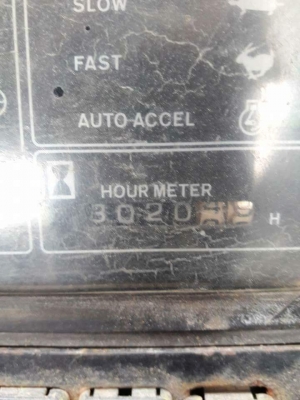 SLOW
FAST
AUTO ACCEL
HOUR METER
3020
H